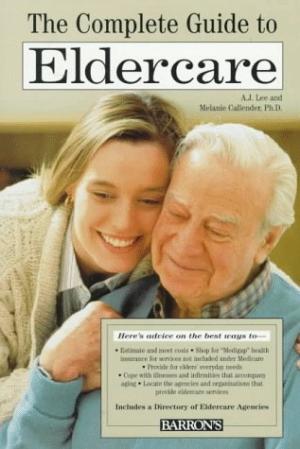 The Complete Guide to
Eldercare
A.J. Lee and
Melanie Callender, Ph.D.
Here's advice on the best ways to—
• Estimate and meet costs • Shop for "Medigap" health
insurance for services not included under Medicare
• Provide for elders' everyday needs
• Cope with illnesses and infirmities that accompany
aging • Locate the agencies and organizations that
provide eldercare services
Includes a Directory of Eldercare Agencies
BARRON'S